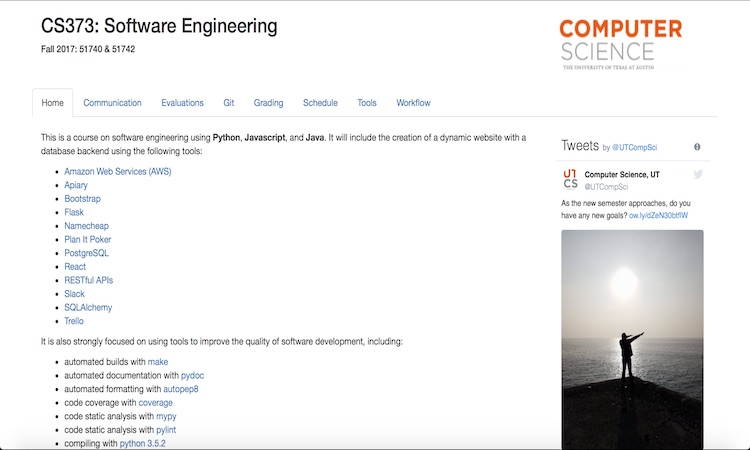 CS373: Software Engineering
Fall 2017: 51740 & 51742
COMPUTER
SCIENCE
THE UNIVERSITY OF TEXAS AT AUSTIN
Home
Communication
Evaluations
Git
Grading
Schedule
Tools
Workflow
This is a course on software engineering using Python, Javascript, and Java. It will include the creation of a dynamic website with a
database backend using the following tools:
Amazon Web Services (AWS)
Apiary
Bootstrap
Flask
Namecheap
Plan It Poker
PostgreSQL
React
RESTful APIs
Slack
SQLAlchemy
Trello
It is also strongly focused on using tools to improve the quality of software development, including:
automated builds with make
automated documentation with pydoc
automated formatting with autopep8
code coverage with coverage
code static analysis with mypy
code static analysis with pylint
compiling with python 3.5.2
Tweets by @UTCompSci
UT
CS
Computer Science, UT
@UTCompSci
As the new semester approaches, do you
have any new goals? ow.ly/dZeN30btflW